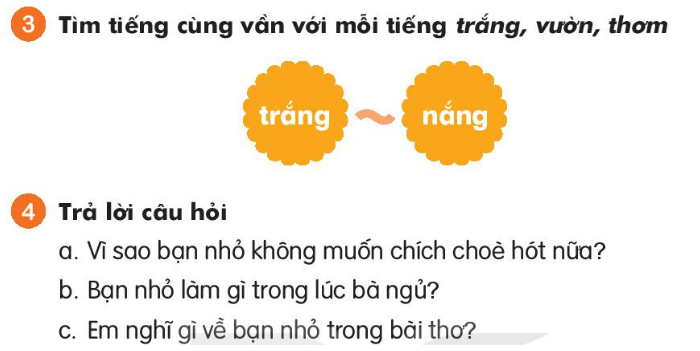 3 Tìm tiếng cùng vần với mỗi tiếng trắng, vườn, thơm
trắng ~ nắng
4 Trả lời câu hỏi
a. Vì sao bạn nhỏ không muốn chích choè hót nữa?
b. Bạn nhỏ làm gì trong lúc bà ngủ?
c. Em nghĩ gì về bạn nhỏ trong bài thơ?